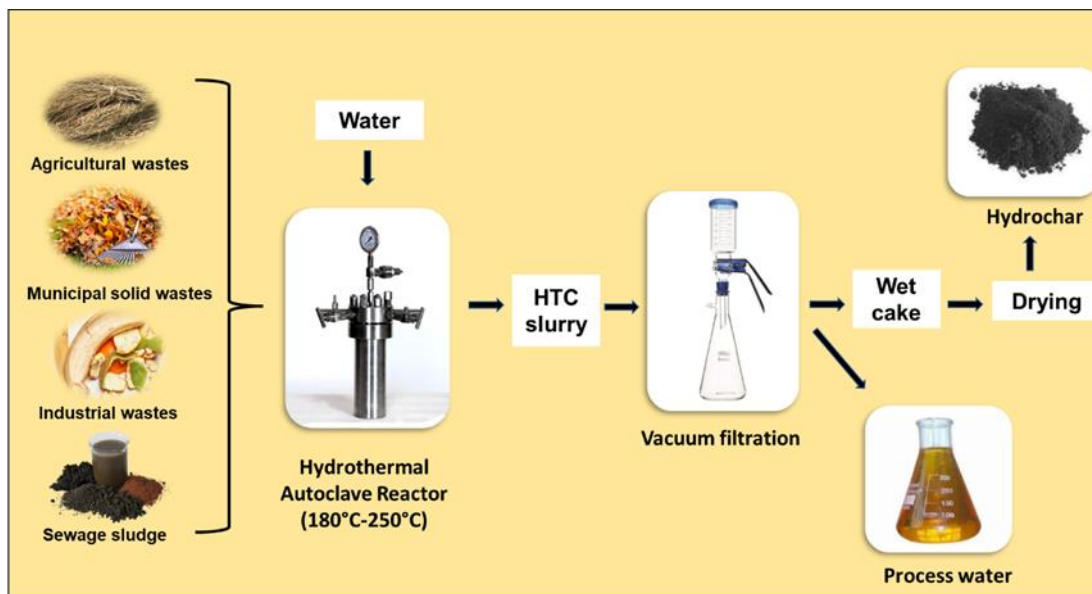 Agricultural wastes
Municipal solid wastes
Industrial wastes
Sewage sludge
Water
Hydrothermal
Autoclave Reactor
(180°C-250°C)
HTC
slurry
Vacuum filtration
Wet
cake
Drying
Hydrochar
Process water